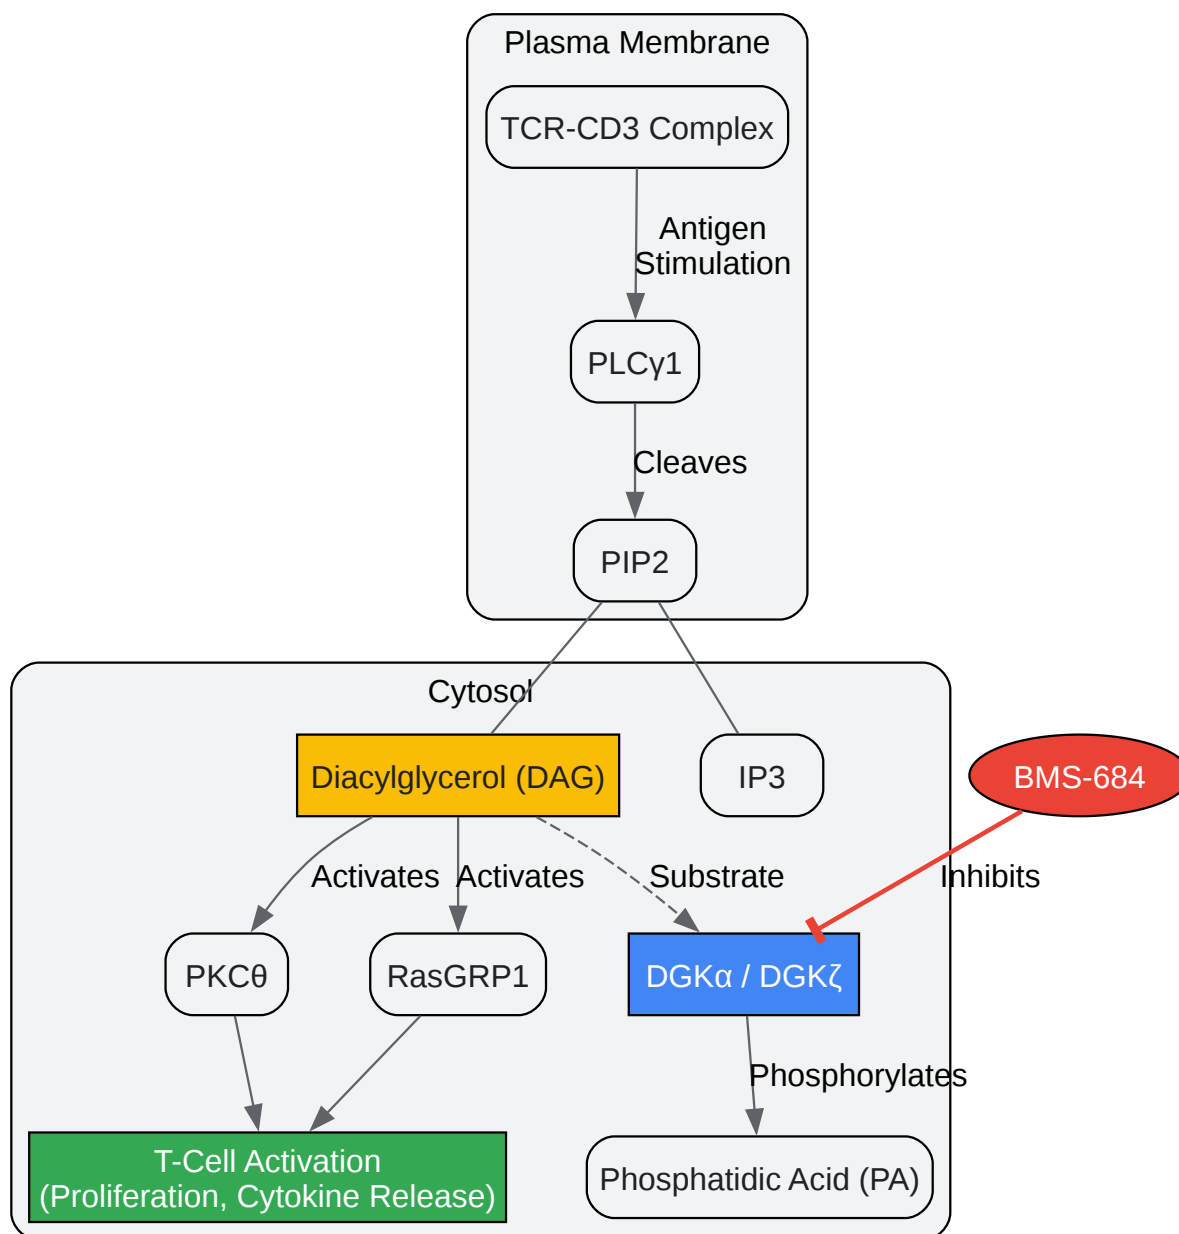 Plasma Membrane
TCR-CD3 Complex
Antigen
Stimulation
PLCγ1
Cleaves
PIP2
Cytosol
Diacylglycerol (DAG)
IP3
BMS-684
Activates
Activates
Substrate
Inhibits
PKCθ
RasGRP1
DGKα / DGKζ
Phosphorylates
T-Cell Activation
(Proliferation, Cytokine Release)
Phosphatidic Acid (PA)